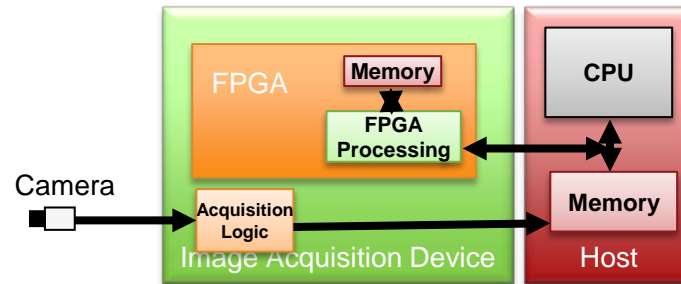 FPGA
Memory
FPGA
Processing
CPU
Camera
Acquisition
Logic
Memory
Image Acquisition Device
Host